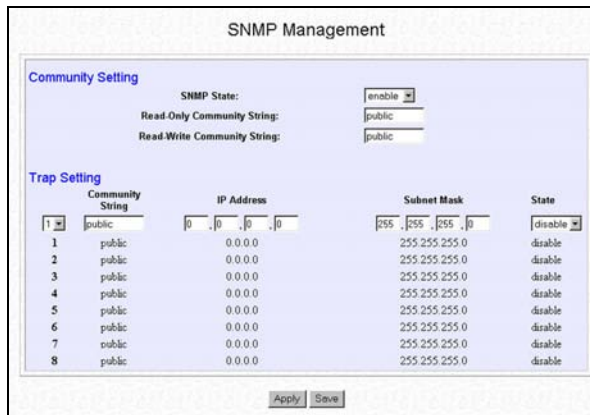 SNMP Management
Community Setting
SNMP State: enable
Read-Only Community String: public
Read-Write Community String: public
Trap Setting
Community String IP Address Subnet Mask State
1 public 0 . 0 . 0 . 0 255 . 255 . 255 . 0 disable
1 public 0.0.0.0 255.255.255.0 disable
2 public 0.0.0.0 255.255.255.0 disable
3 public 0.0.0.0 255.255.255.0 disable
4 public 0.0.0.0 255.255.255.0 disable
5 public 0.0.0.0 255.255.255.0 disable
6 public 0.0.0.0 255.255.255.0 disable
7 public 0.0.0.0 255.255.255.0 disable
8 public 0.0.0.0 255.255.255.0 disable
Apply Save